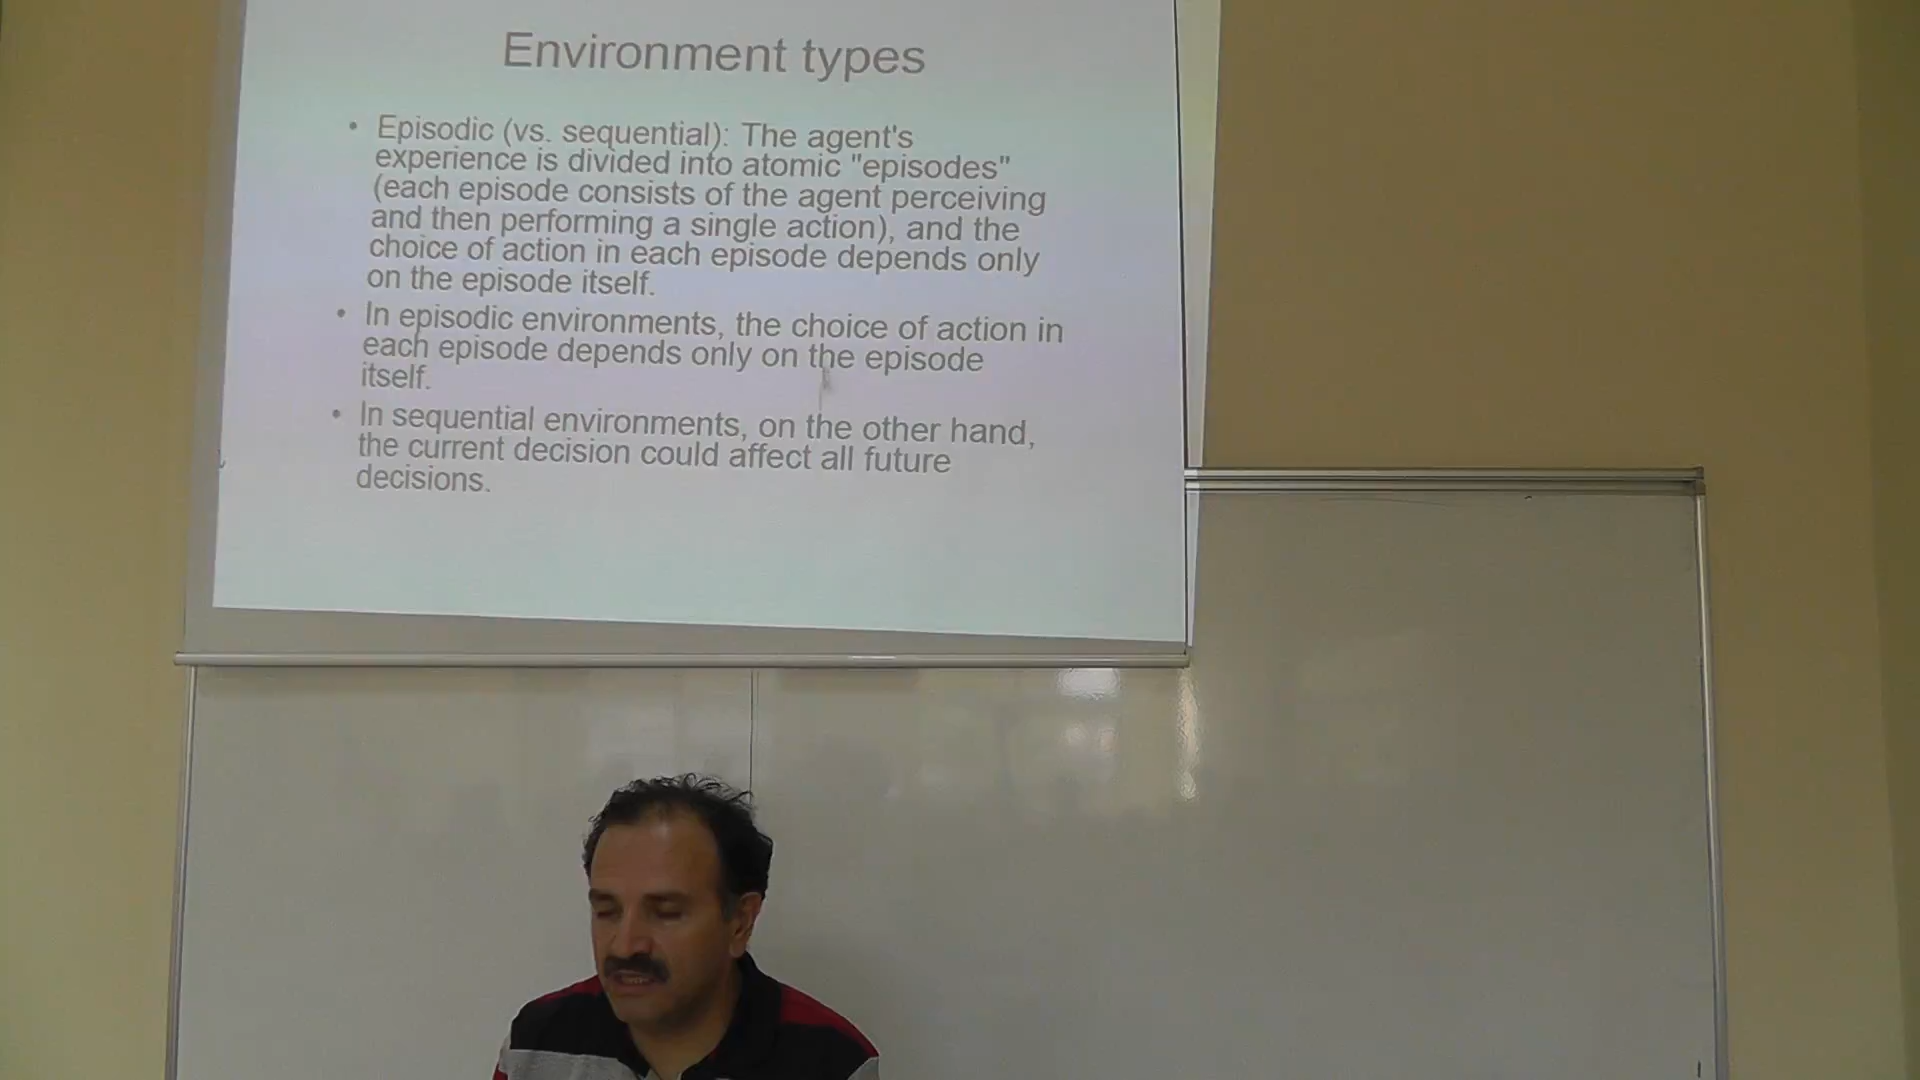 Environment types
• Episodic (vs. sequential): The agent's
experience is divided into atomic "episodes"
(each episode consists of the agent perceiving
and then performing a single action), and the
choice of action in each episode depends only
on the episode itself.
• In episodic environments, the choice of action in
each episode depends only on the episode
itself.
• In sequential environments, on the other hand,
the current decision could affect all future
decisions.